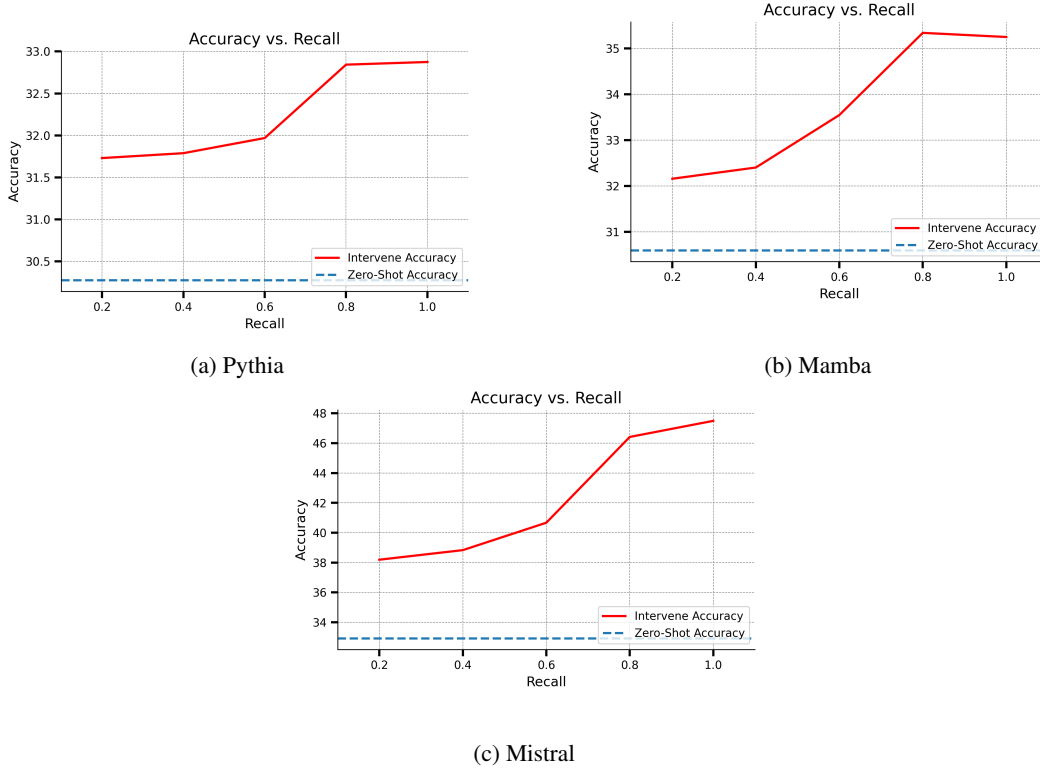 Accuracy vs. Recall
33.0
32.5
32.0
31.5
31.0
30.5
Accuracy
Intervene Accuracy
Zero-Shot Accuracy
0.2 0.4 0.6 0.8 1.0
Recall
(a) Pythia
Accuracy vs. Recall
35
34
33
32
31
Accuracy
Intervene Accuracy
Zero-Shot Accuracy
0.2 0.4 0.6 0.8 1.0
Recall
(b) Mamba
Accuracy vs. Recall
48
46
44
42
40
38
36
34
Accuracy
Intervene Accuracy
Zero-Shot Accuracy
0.2 0.4 0.6 0.8 1.0
Recall
(c) Mistral